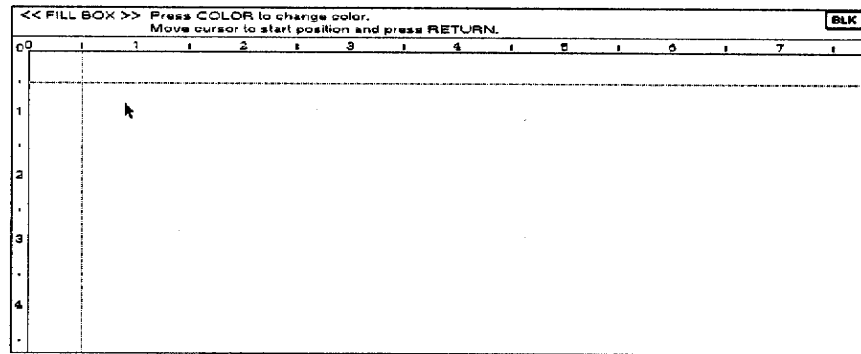 << FILL BOX >> Press COLOR to change color. BLK
Move cursor to start position and press RETURN.
0 0 1 2 3 4 5 6 7
1
2
3
4